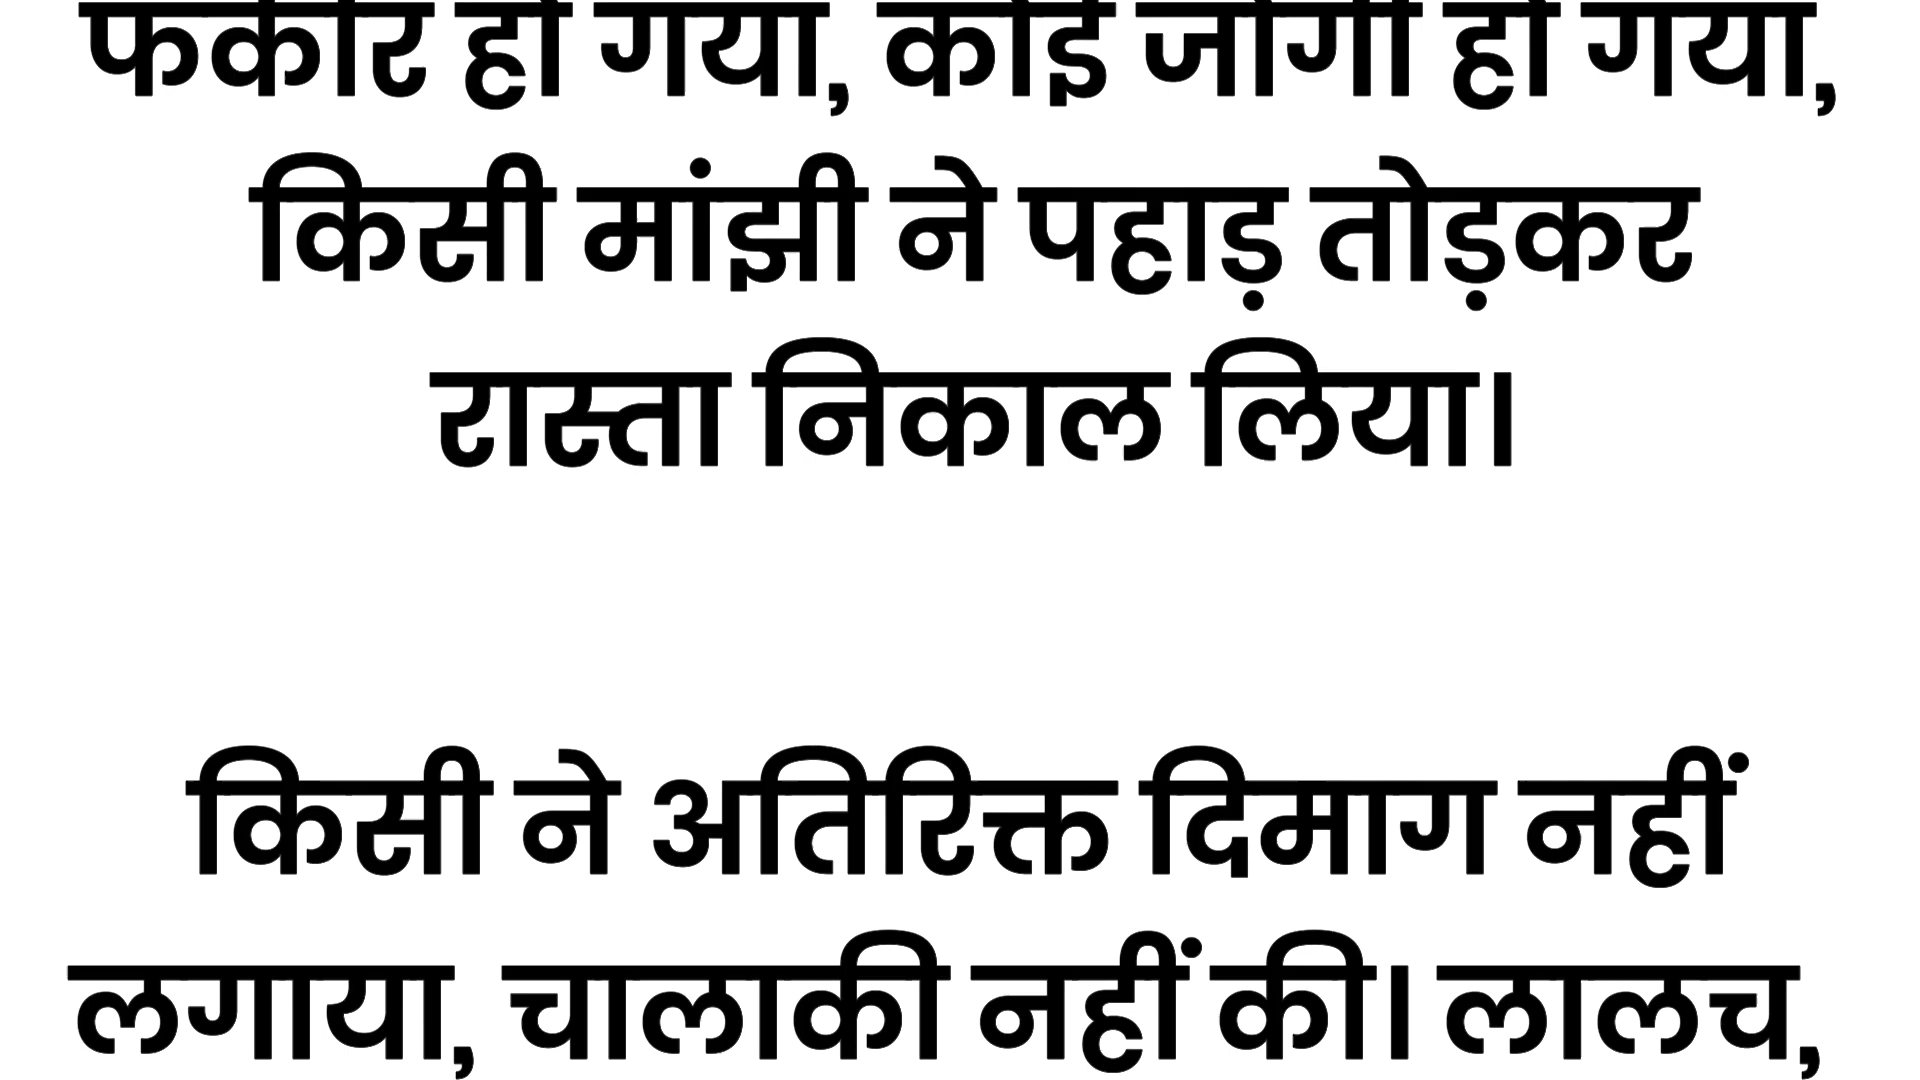 फकीर हो गया, कोई जोगी हो गया,
किसी मांझी ने पहाड़ तोड़कर
रास्ता निकाल लिया।
किसी ने अतिरिक्त दिमाग नहीं
लगाया, चालाकी नहीं की। लालच,